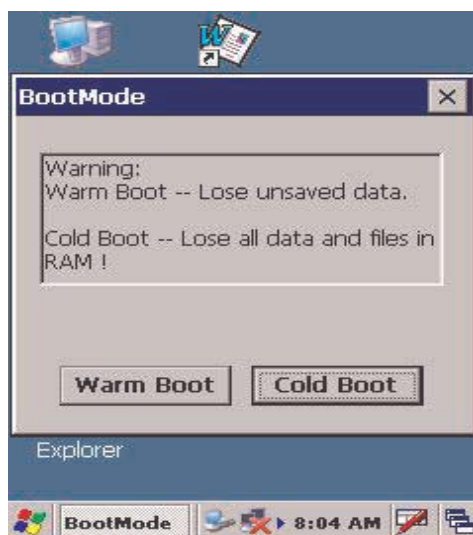 BootMode
Warning:
Warm Boot -- Lose unsaved data.
Cold Boot -- Lose all data and files in
RAM !
Warm Boot
Cold Boot
Explorer
BootMode
8:04 AM